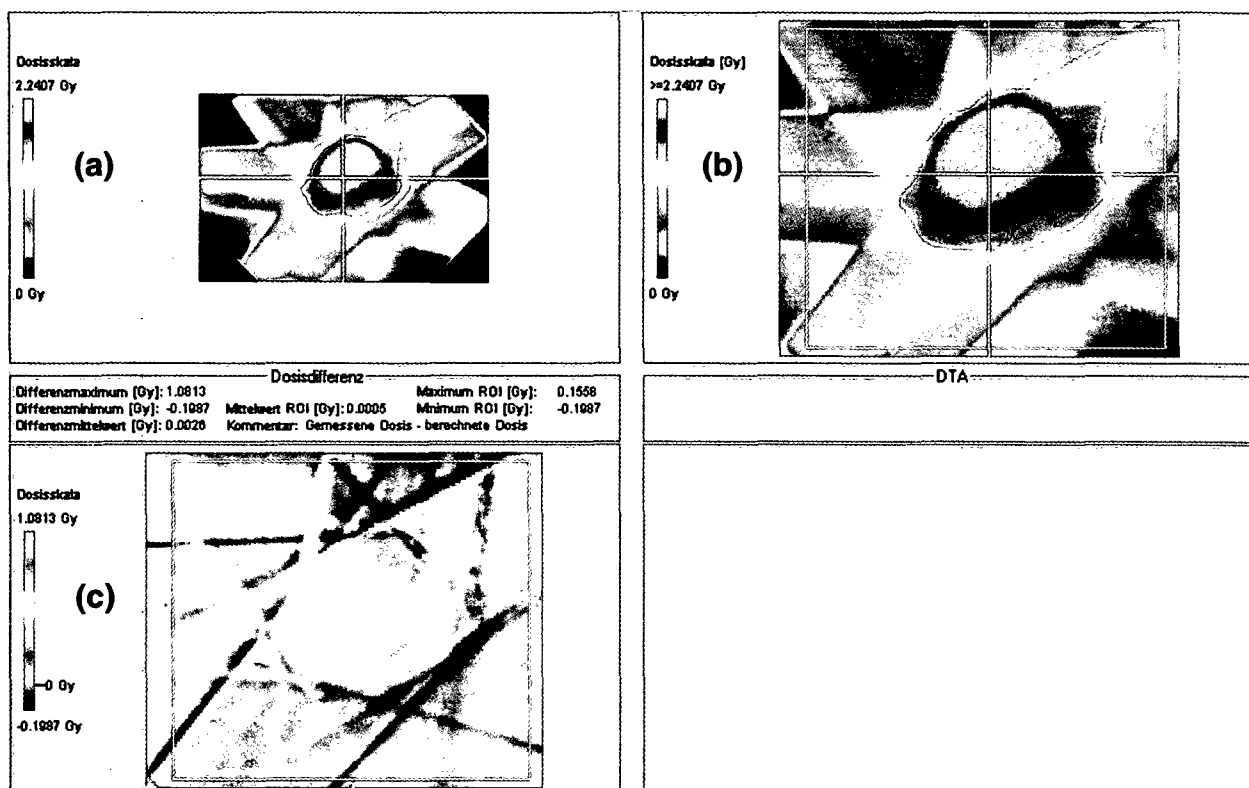 Dosisskala
2.2407 Gy
(a)
0 Gy
Dosisskala [Gy]
>=2.2407 Gy
(b)
0 Gy
Dosisdifferenz
Differenzmaximum [Gy]: 1.0813 Maximum ROI [Gy]: 0.1558
Differenzminimum [Gy]: -0.1987 Mittelwert ROI [Gy]: 0.0005 Minimum ROI [Gy]: -0.1987
Differenzmittelwert [Gy]: 0.0026 Kommentar: Gemessene Dosis - berechnete Dosis
DTA
Dosisskala
1.0813 Gy
(c)
0 Gy
-0.1987 Gy